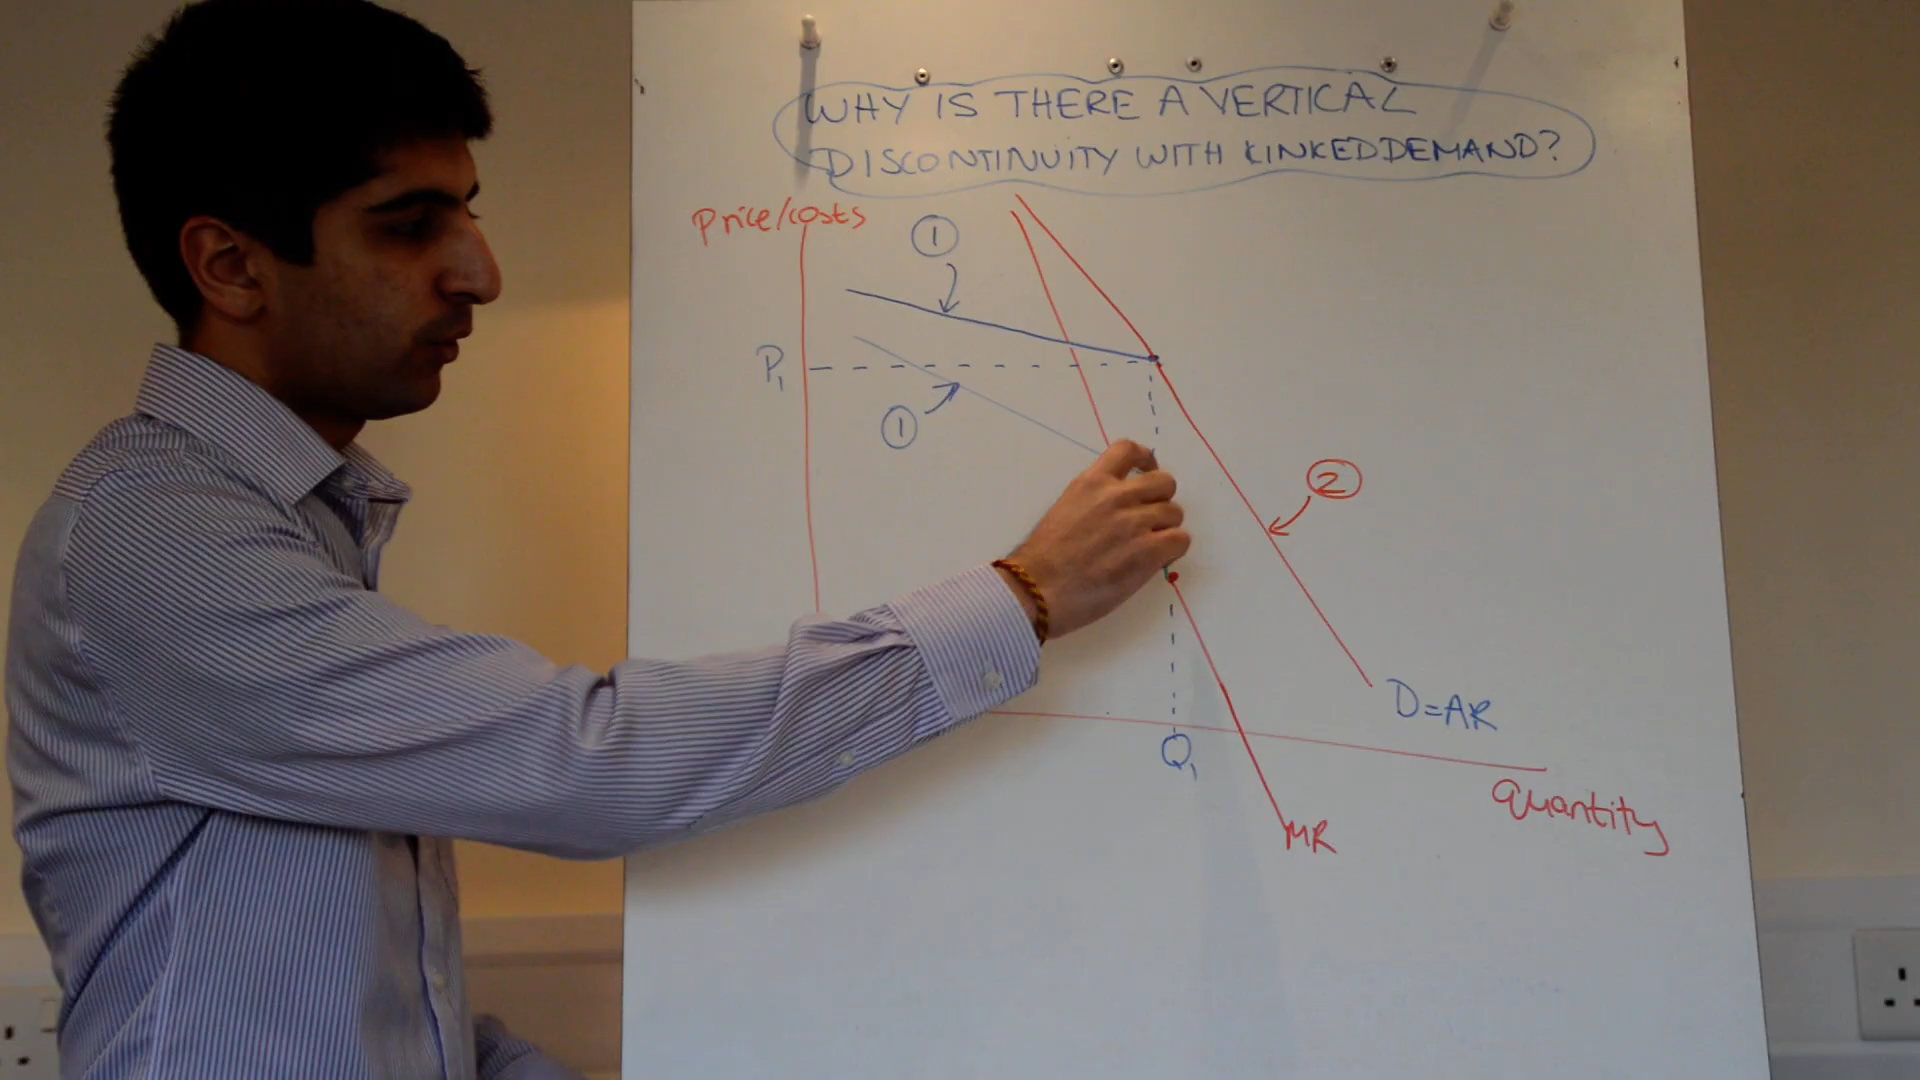 WHY IS THERE A VERTICAL
DISCONTINUITY WITH KINKED DEMAND?
Price/costs
1
P1
1
2
D=AR
Q1
Quantity
MR